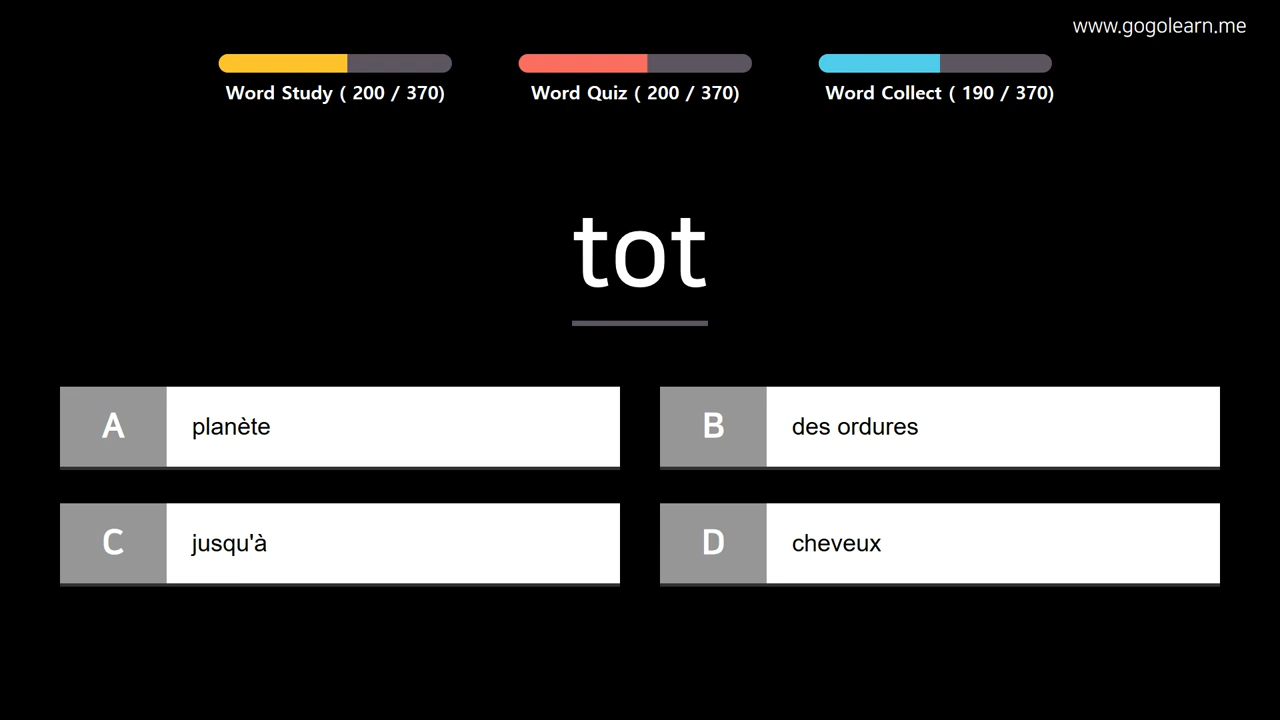 www.gogolearn.me
Word Study ( 200 / 370)
Word Quiz ( 200 / 370)
Word Collect ( 190 / 370)
tot
A planète
B des ordures
C jusqu'à
D cheveux